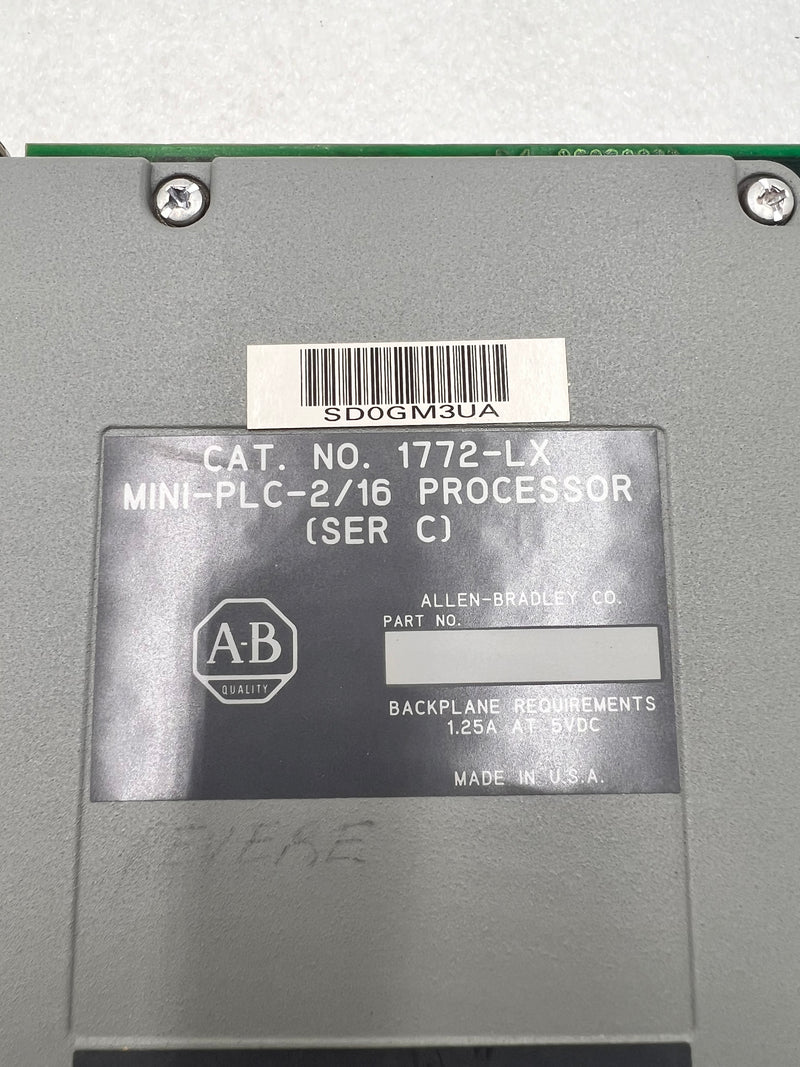 SD0GM3UA
CAT. NO. 1772-LX
MINI-PLC-2/16 PROCESSOR
(SER C)
ALLEN-BRADLEY CO.
PART NO.
A-B
QUALITY
BACKPLANE REQUIREMENTS
1.25A AT 5VDC
MADE IN U.S.A.